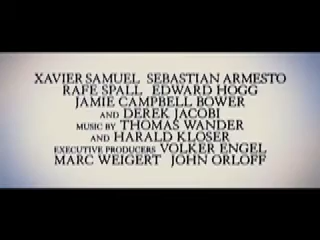 XAVIER SAMUEL SEBASTIAN ARMESTO
RAFE SPALL EDWARD HOGG
JAMIE CAMPBELL BOWER
AND DEREK JACOBI
MUSIC BY THOMAS WANDER
AND HARALD KLOSER
EXECUTIVE PRODUCERS VOLKER ENGEL
MARC WEIGERT JOHN ORLOFF